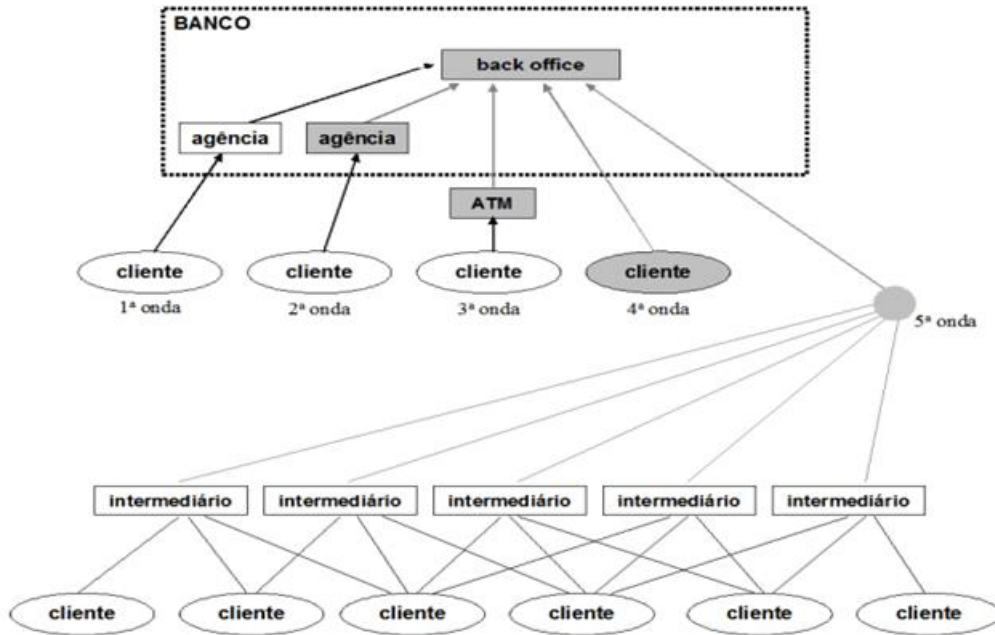 BANCO
back office
agência
agência
ATM
cliente
cliente
cliente
cliente
1ª onda
2ª onda
3ª onda
4ª onda
5ª onda
intermediário
intermediário
intermediário
intermediário
intermediário
cliente
cliente
cliente
cliente
cliente
cliente